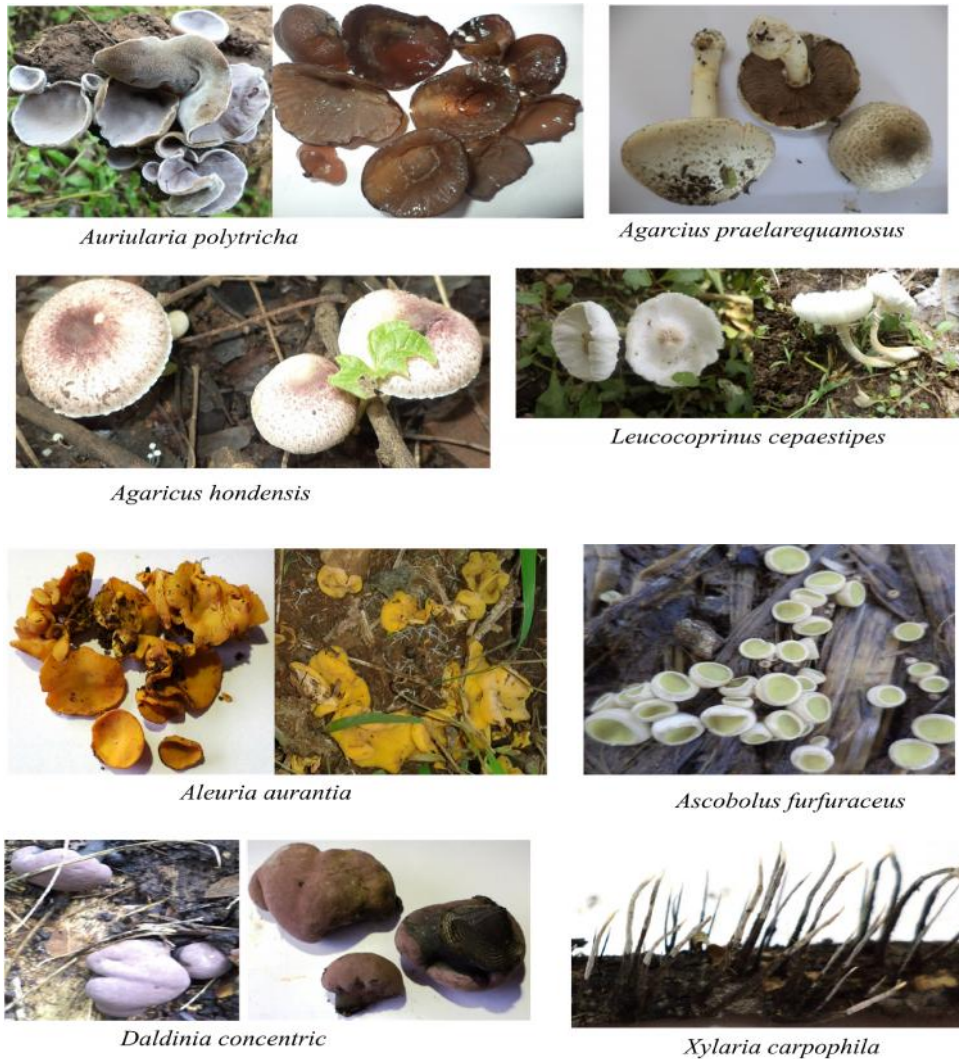 Auriularia polytricha
Agarcius praelarequamosus
Agaricus hondensis
Leucocoprinus cepaestipes
Aleuria aurantia
Ascobolus furfuraceus
Daldinia concentric
Xylaria carpophila